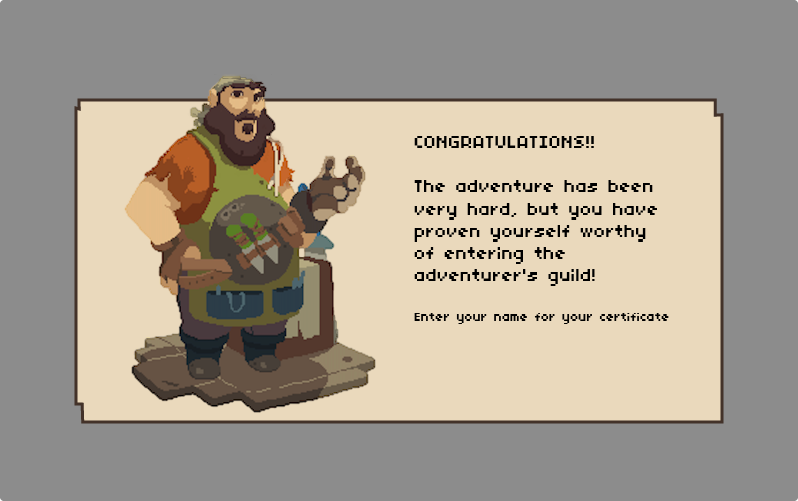 CONGRATULATIONS!!
The adventure has been
very hard, but you have
proven yourself worthy
of entering the
adventurer's guild!
Enter your name for your certificate